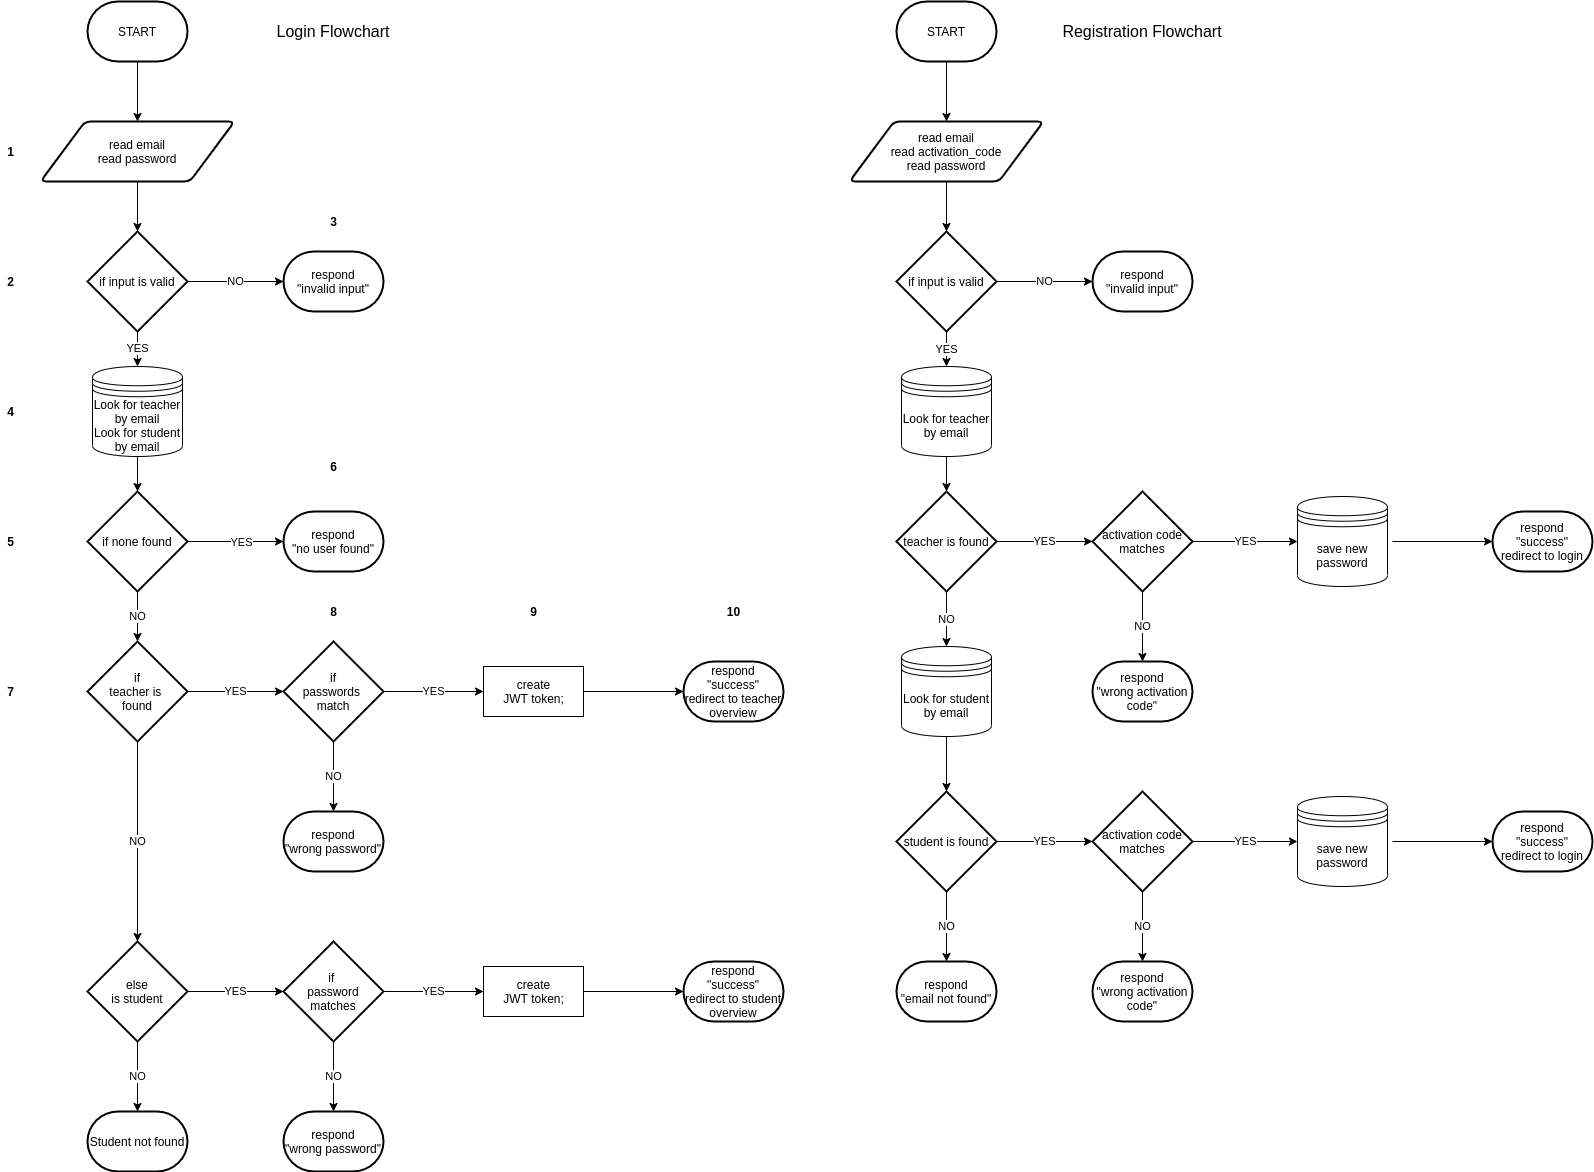 START
Login Flowchart
1
read email
read password
3
2
if input is valid
NO
respond
"invalid input"
YES
4
Look for teacher
by email
Look for student
by email
6
5
if none found
YES
respond
"no user found"
NO
8
9
10
7
if
teacher is
found
YES
if
passwords
match
YES
create
JWT token;
respond
"success"
redirect to teacher
overview
NO
respond
"wrong password"
NO
else
is student
YES
if
password
matches
YES
create
JWT token;
respond
"success"
redirect to student
overview
NO
Student not found
NO
respond
"wrong password"
START
Registration Flowchart
read email
read activation_code
read password
if input is valid
NO
respond
"invalid input"
YES
Look for teacher
by email
teacher is found
YES
activation code
matches
YES
save new
password
respond
"success"
redirect to login
NO
respond
"wrong activation
code"
NO
Look for student
by email
student is found
YES
activation code
matches
YES
save new
password
respond
"success"
redirect to login
NO
respond
"email not found"
NO
respond
"wrong activation
code"